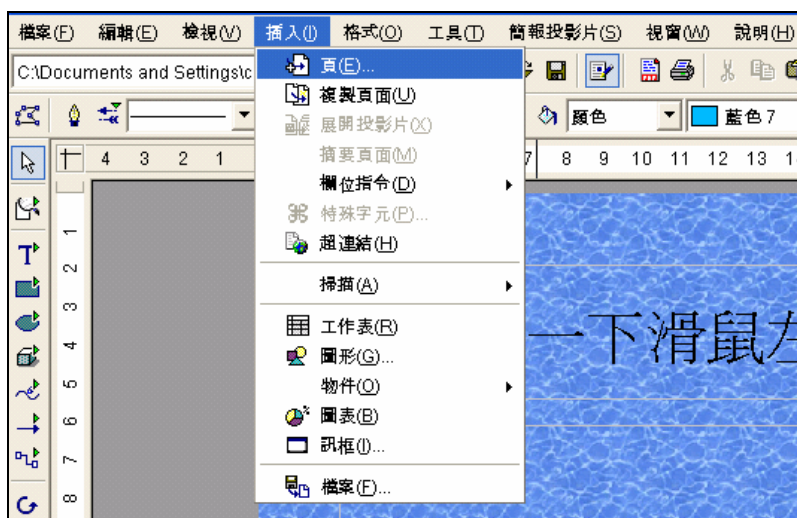 檔案(F) 編輯(E) 檢視(V) 插入(I) 格式(O) 工具(T) 簡報投影片(S) 視窗(W) 說明(H)
C:\Documents and Settings\c
頁(E)...
複製頁面(U)
展開投影片(X)
摘要頁面(M)
欄位指令(D)
特殊字元(P)...
超連結(H)
掃描(A)
工作表(R)
圖形(G)...
物件(O)
圖表(B)
訊框(I)...
檔案(F)...
顏色 藍色 7
4 3 2 1 7 8 9 10 11 12 13
1
2
3
4
5
6
7
8
T
一下滑鼠左